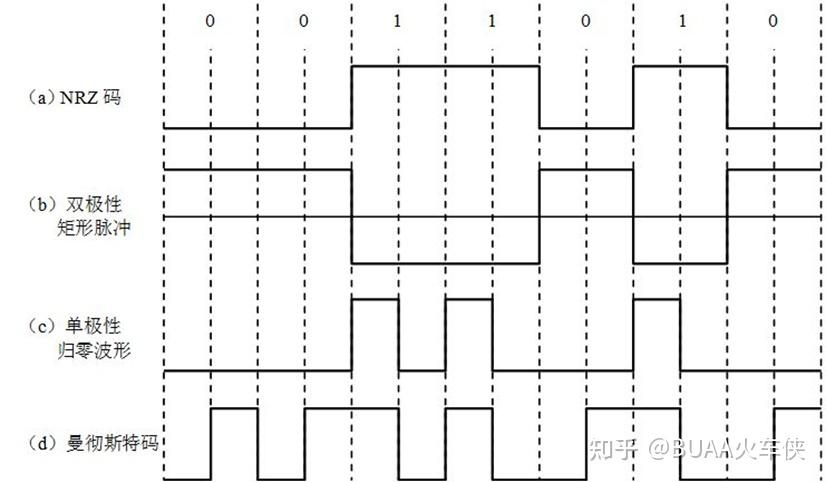 0 0 1 1 0 1 0
(a) NRZ 码
(b) 双极性
矩形脉冲
(c) 单极性
归零波形
(d) 曼彻斯特码
知乎 @BUAA火车侠